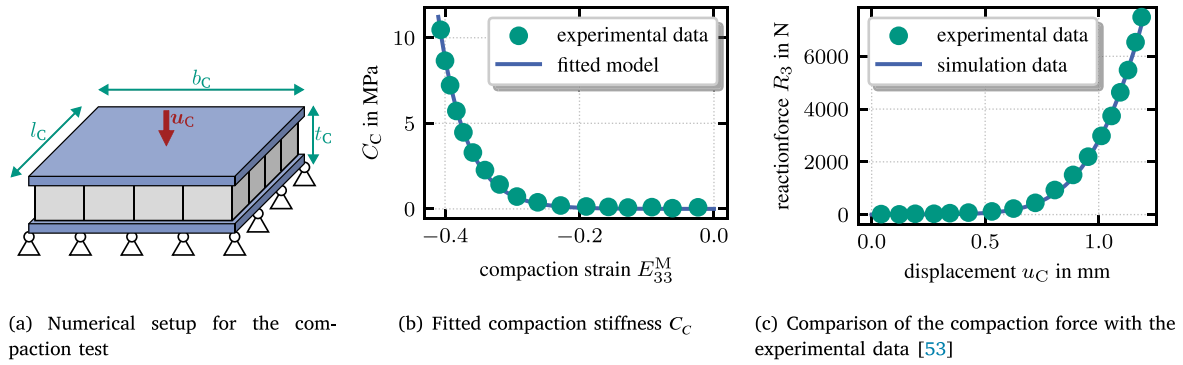 b_C
l_C
u_C
t_C
(a) Numerical setup for the com-
paction test
C_C in MPa
10
5
0
experimental data
fitted model
−0.4
−0.2
0.0
compaction strain E_33^M
(b) Fitted compaction stiffness C_C
reactionforce R_3 in N
6000
4000
2000
0
experimental data
simulation data
0.0
0.5
1.0
displacement u_C in mm
(c) Comparison of the compaction force with the
experimental data [53]